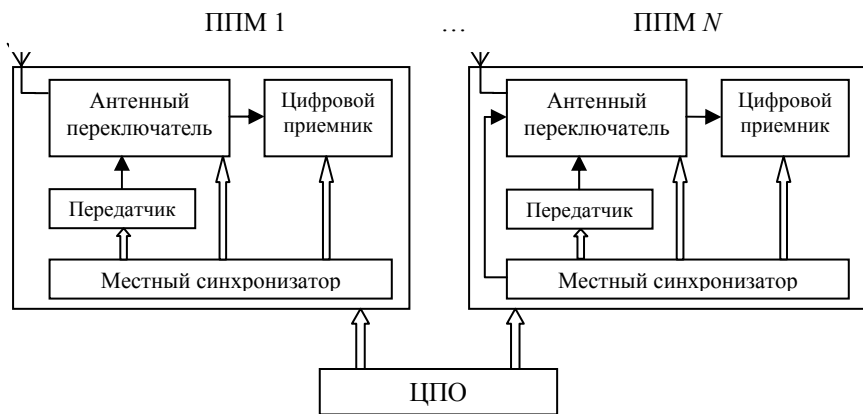 ППМ 1 … ППМ N
Антенный
переключатель
Цифровой
приемник
Передатчик
Местный синхронизатор
Антенный
переключатель
Цифровой
приемник
Передатчик
Местный синхронизатор
ЦПО